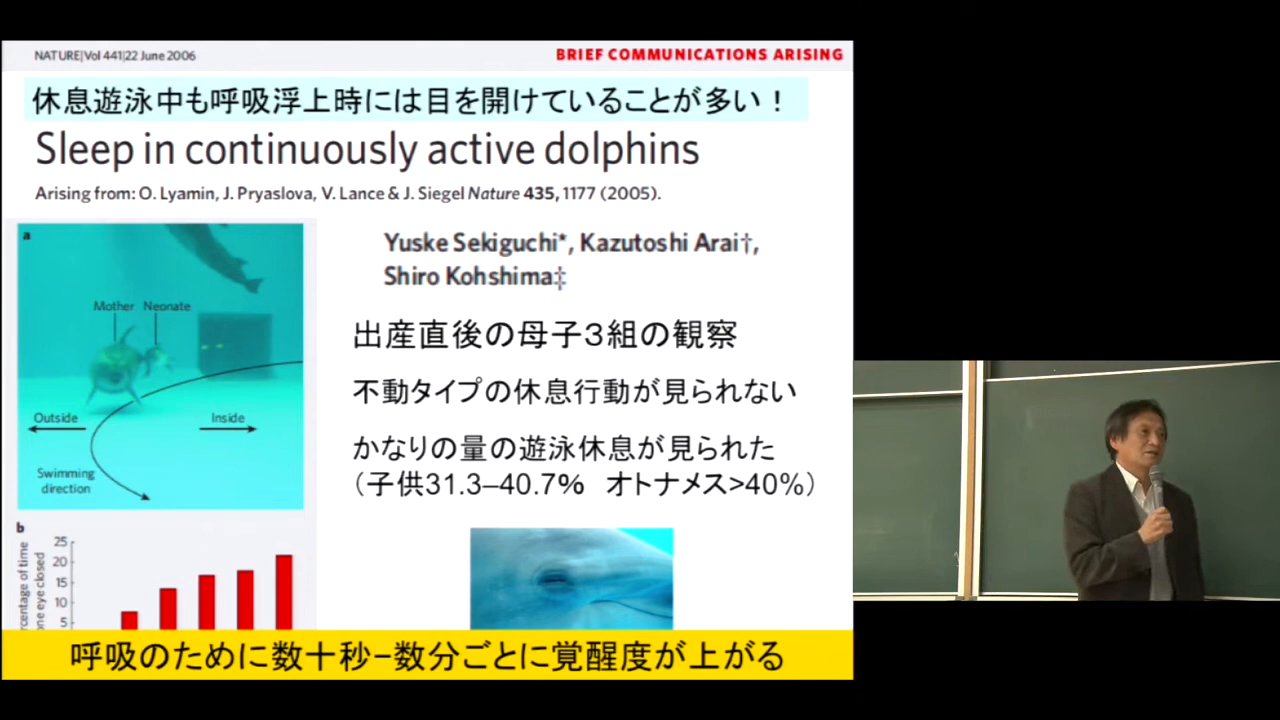 NATURE|Vol 441|22 June 2006
BRIEF COMMUNICATIONS ARISING
休息遊泳中も呼吸浮上時には目を開けていることが多い！
Sleep in continuously active dolphins
Arising from: O. Lyamin, J. Pryaslova, V. Lance & J. Siegel Nature 435, 1177 (2005).
a
Mother Neonate
Outside
Inside
Swimming
direction
Yuske Sekiguchi*, Kazutoshi Arai†,
Shiro Kohshima‡
出産直後の母子３組の観察
不動タイプの休息行動が見られない
かなりの量の遊泳休息が見られた
（子供31.3–40.7%　オトナメス>40%）
b
25
20
15
10
5
of time
one eye closed
呼吸のために数十秒−数分ごとに覚醒度が上がる